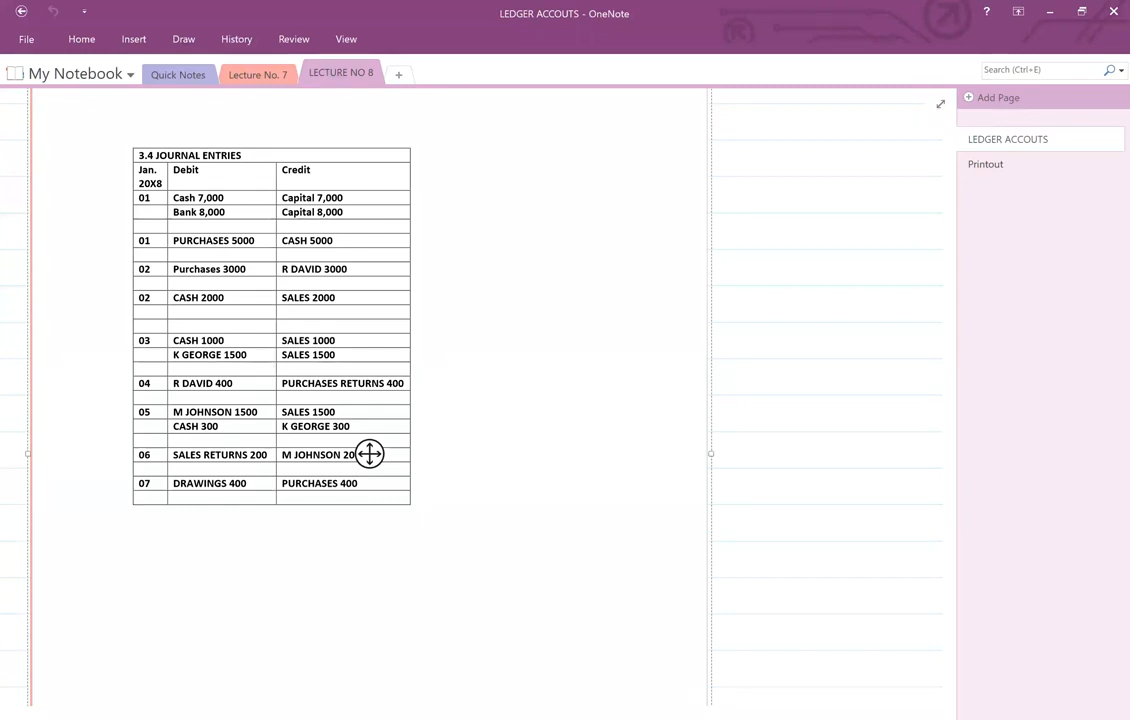 LEDGER ACCOUTS - OneNote
File Home Insert Draw History Review View
My Notebook Quick Notes Lecture No. 7 LECTURE NO 8 + Search (Ctrl+E)
Add Page
LEDGER ACCOUTS
Printout
3.4 JOURNAL ENTRIES
Jan. 20X8 Debit Credit
01 Cash 7,000 Capital 7,000
Bank 8,000 Capital 8,000
01 PURCHASES 5000 CASH 5000
02 Purchases 3000 R DAVID 3000
02 CASH 2000 SALES 2000
03 CASH 1000 SALES 1000
K GEORGE 1500 SALES 1500
04 R DAVID 400 PURCHASES RETURNS 400
05 M JOHNSON 1500 SALES 1500
CASH 300 K GEORGE 300
06 SALES RETURNS 200 M JOHNSON 20
07 DRAWINGS 400 PURCHASES 400